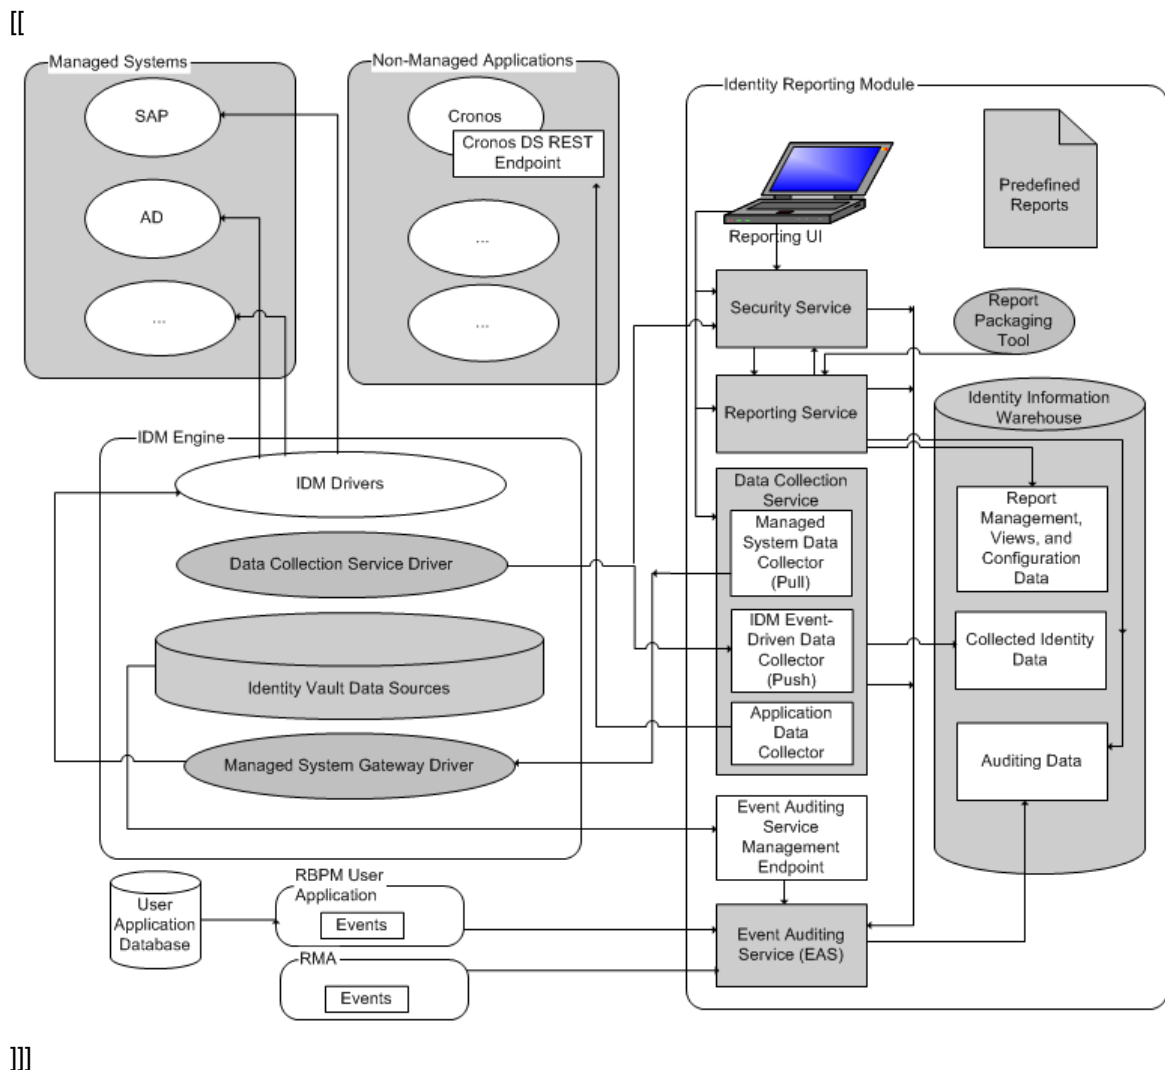 [[
Managed Systems
SAP
AD
...
Non-Managed Applications
Cronos
Cronos DS REST
Endpoint
...
...
Identity Reporting Module
Reporting UI
Predefined
Reports
Security Service
Report
Packaging
Tool
Reporting Service
Identity Information
Warehouse
Data Collection
Service
Managed
System Data
Collector
(Pull)
IDM Event-
Driven Data
Collector
(Push)
Application
Data
Collector
Report
Management,
Views, and
Configuration
Data
Collected Identity
Data
Auditing Data
IDM Engine
IDM Drivers
Data Collection Service Driver
Identity Vault Data Sources
Managed System Gateway Driver
Event Auditing
Service
Management
Endpoint
Event Auditing
Service (EAS)
User
Application
Database
RBPM User
Application
Events
RMA
Events
]]]